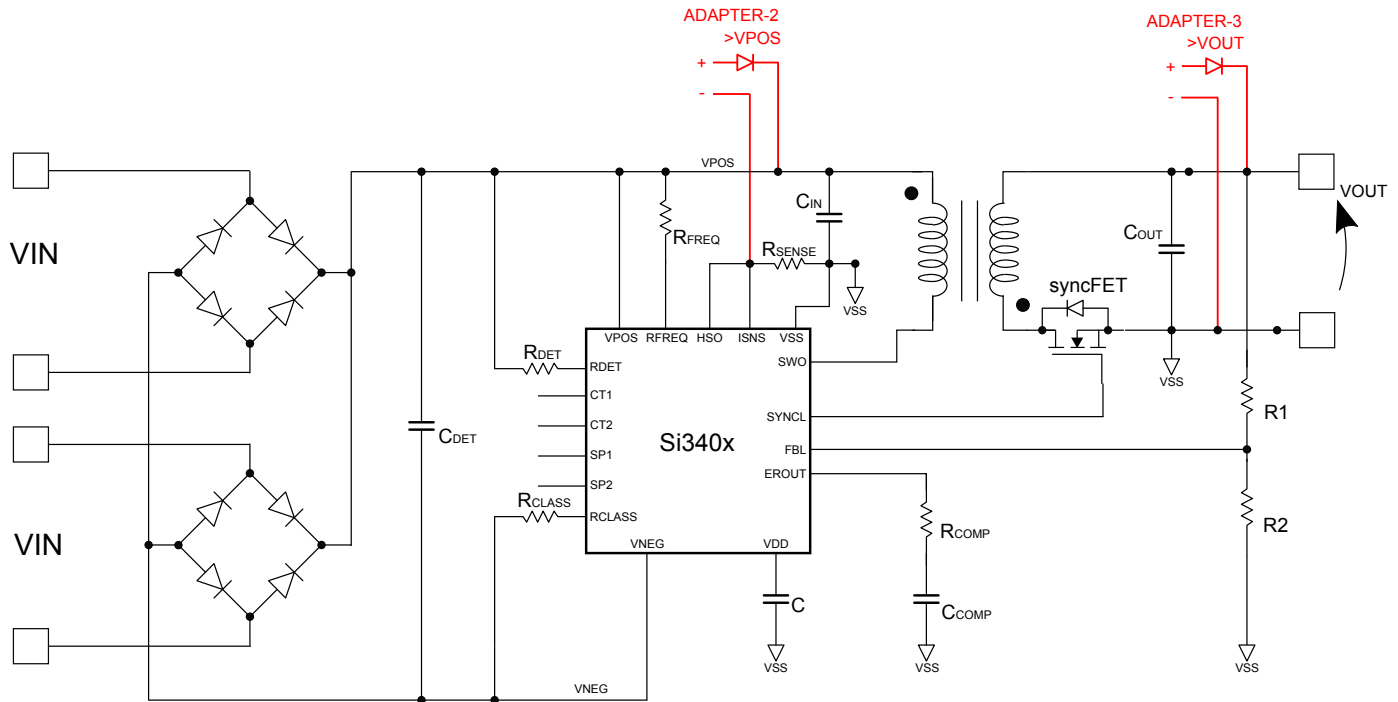 ADAPTER-2
>VPOS
+
-
ADAPTER-3
>VOUT
+
-
VPOS
VIN
RFREQ
CIN
RSENSE
VSS
COUT
VOUT
syncFET
VSS
VPOS
RFREQ
HSO
ISNS
VSS
RDET
RDET
SWO
CT1
CT2
SP1
SP2
RCLASS
RCLASS
Si340x
SYNCL
FBL
EROUT
VNEG
VDD
CDET
R1
R2
VIN
RCOMP
C
CCOMP
VSS
VSS
VSS
VNEG